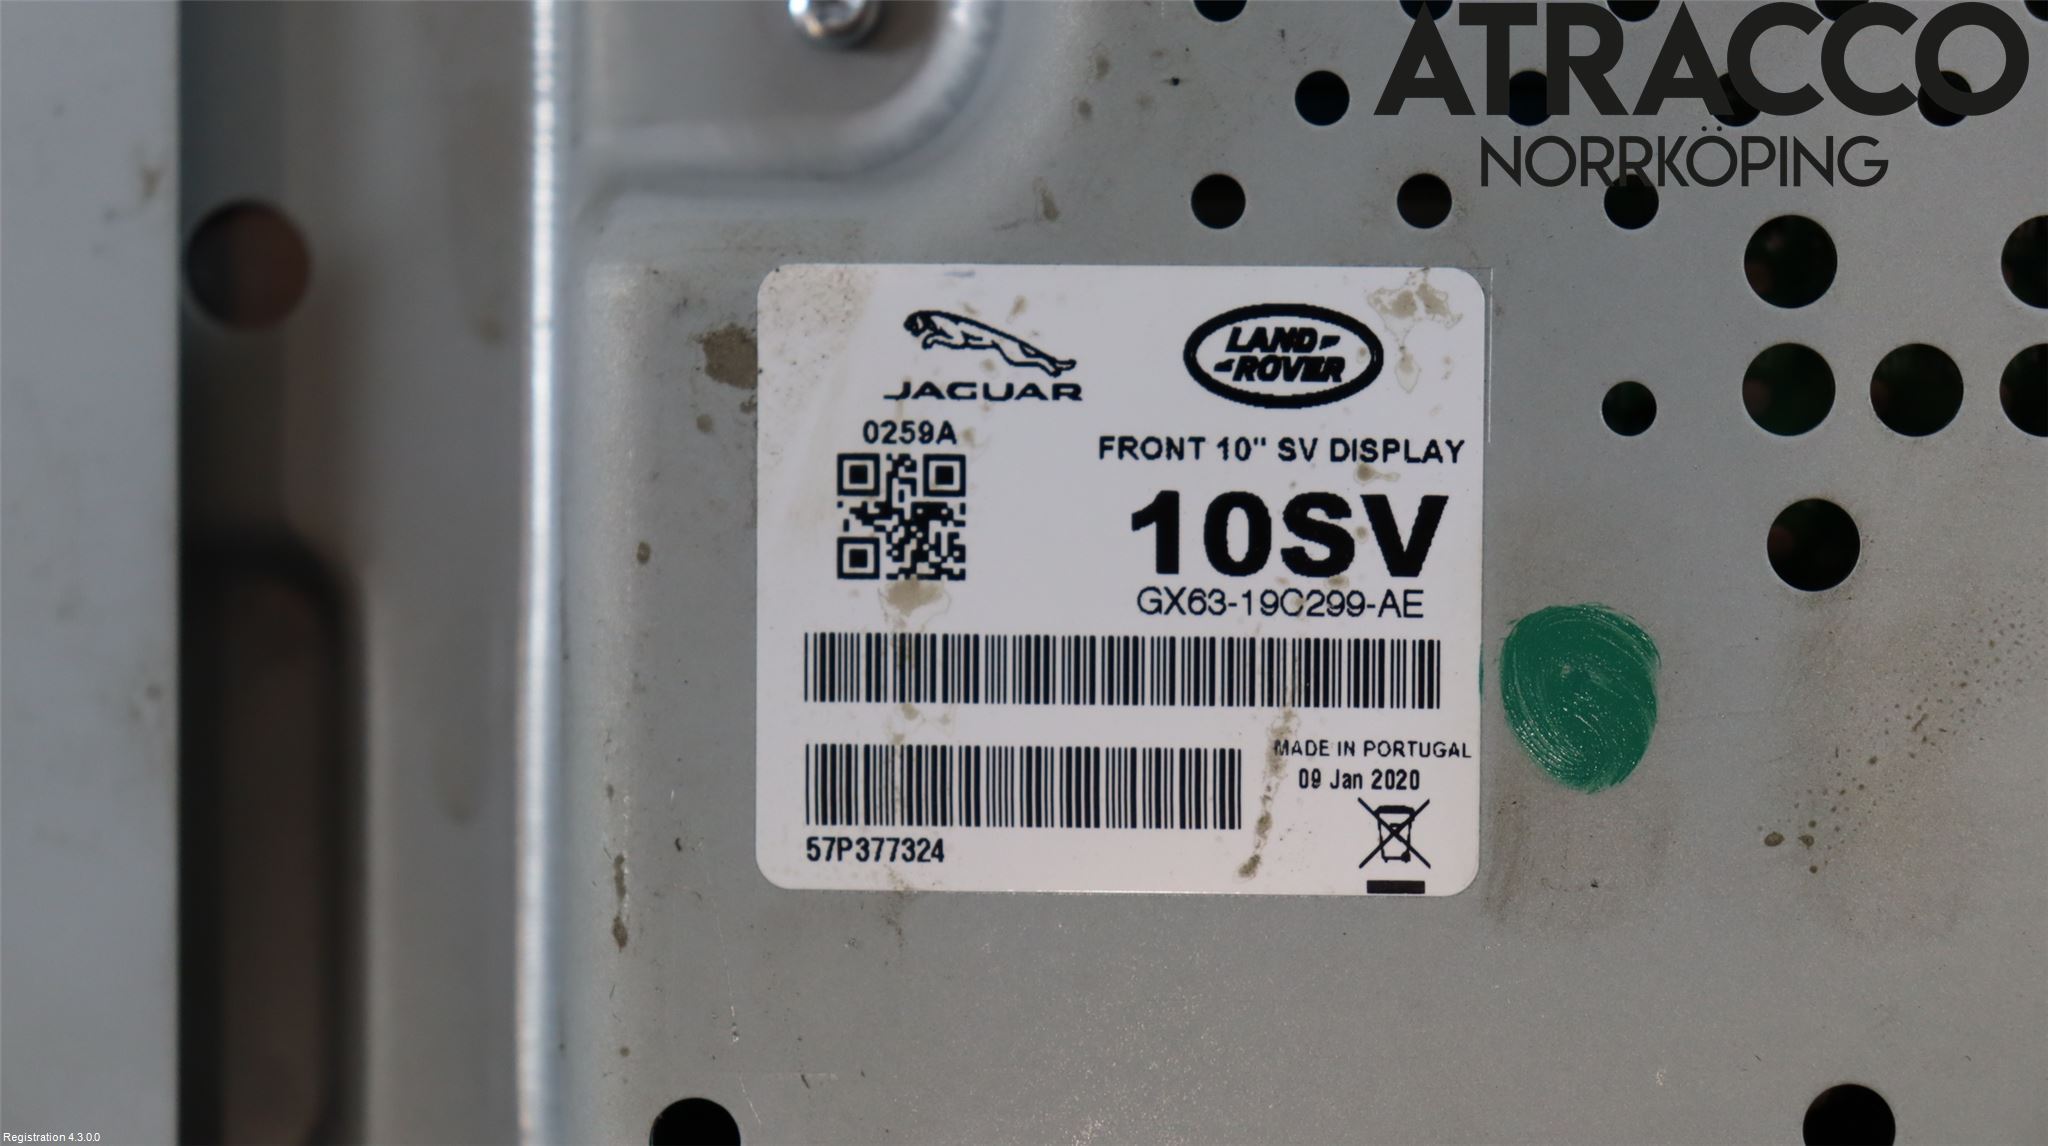 ATRACCO
NORRKÖPING
JAGUAR
LAND
ROVER
0259A
FRONT 10" SV DISPLAY
10SV
GX63-19C299-AE
MADE IN PORTUGAL
09 Jan 2020
57P377324
Registration 4.3.0.0